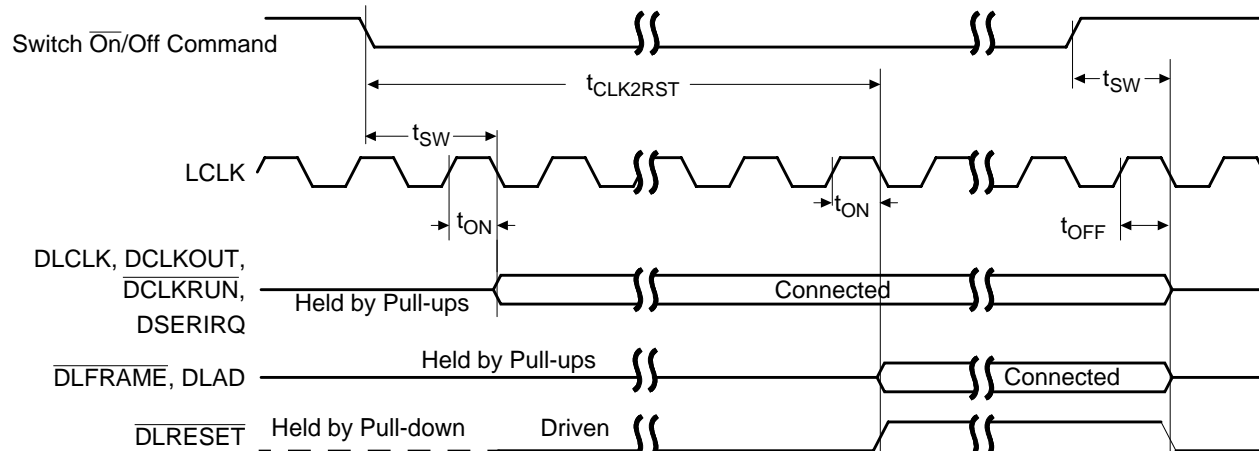 Switch On/Off Command
tCLK2RST
tSW
tSW
LCLK
tON
tON
tOFF
DLCLK, DCLKOUT,
DCLKRUN,
DSERIRQ
Held by Pull-ups
Connected
Held by Pull-ups
DLFRAME, DLAD
Connected
DLRESET
Held by Pull-down
Driven